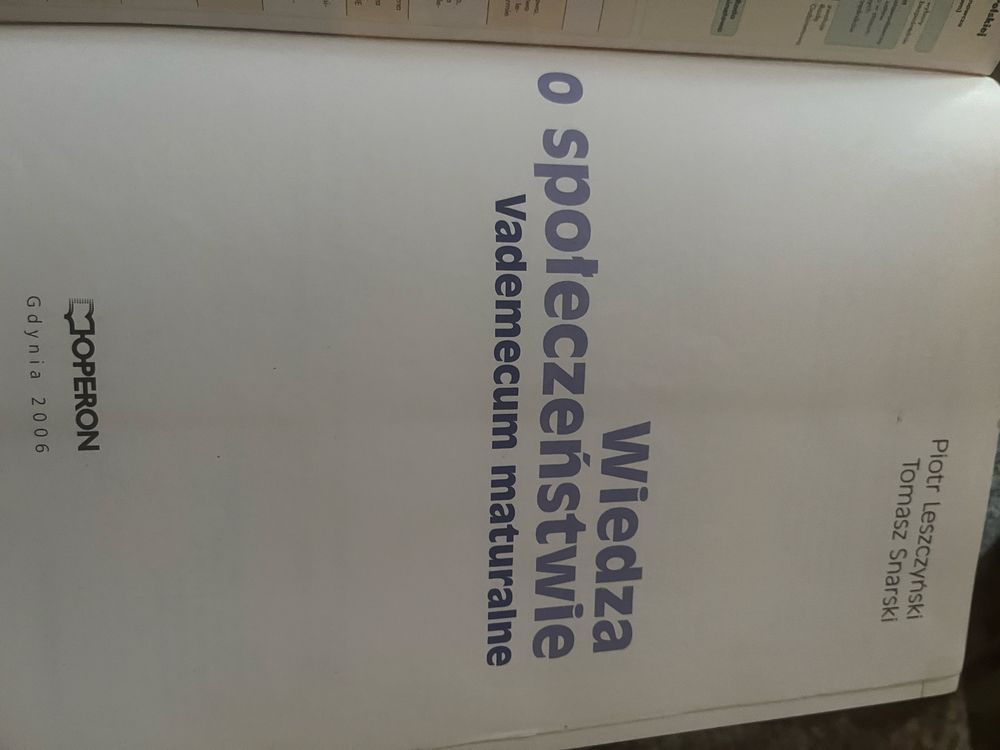 Piotr Leszczyński
Tomasz Snarski
Wiedza
o społeczeństwie
Vademecum maturalne
OPERON
Gdynia 2006